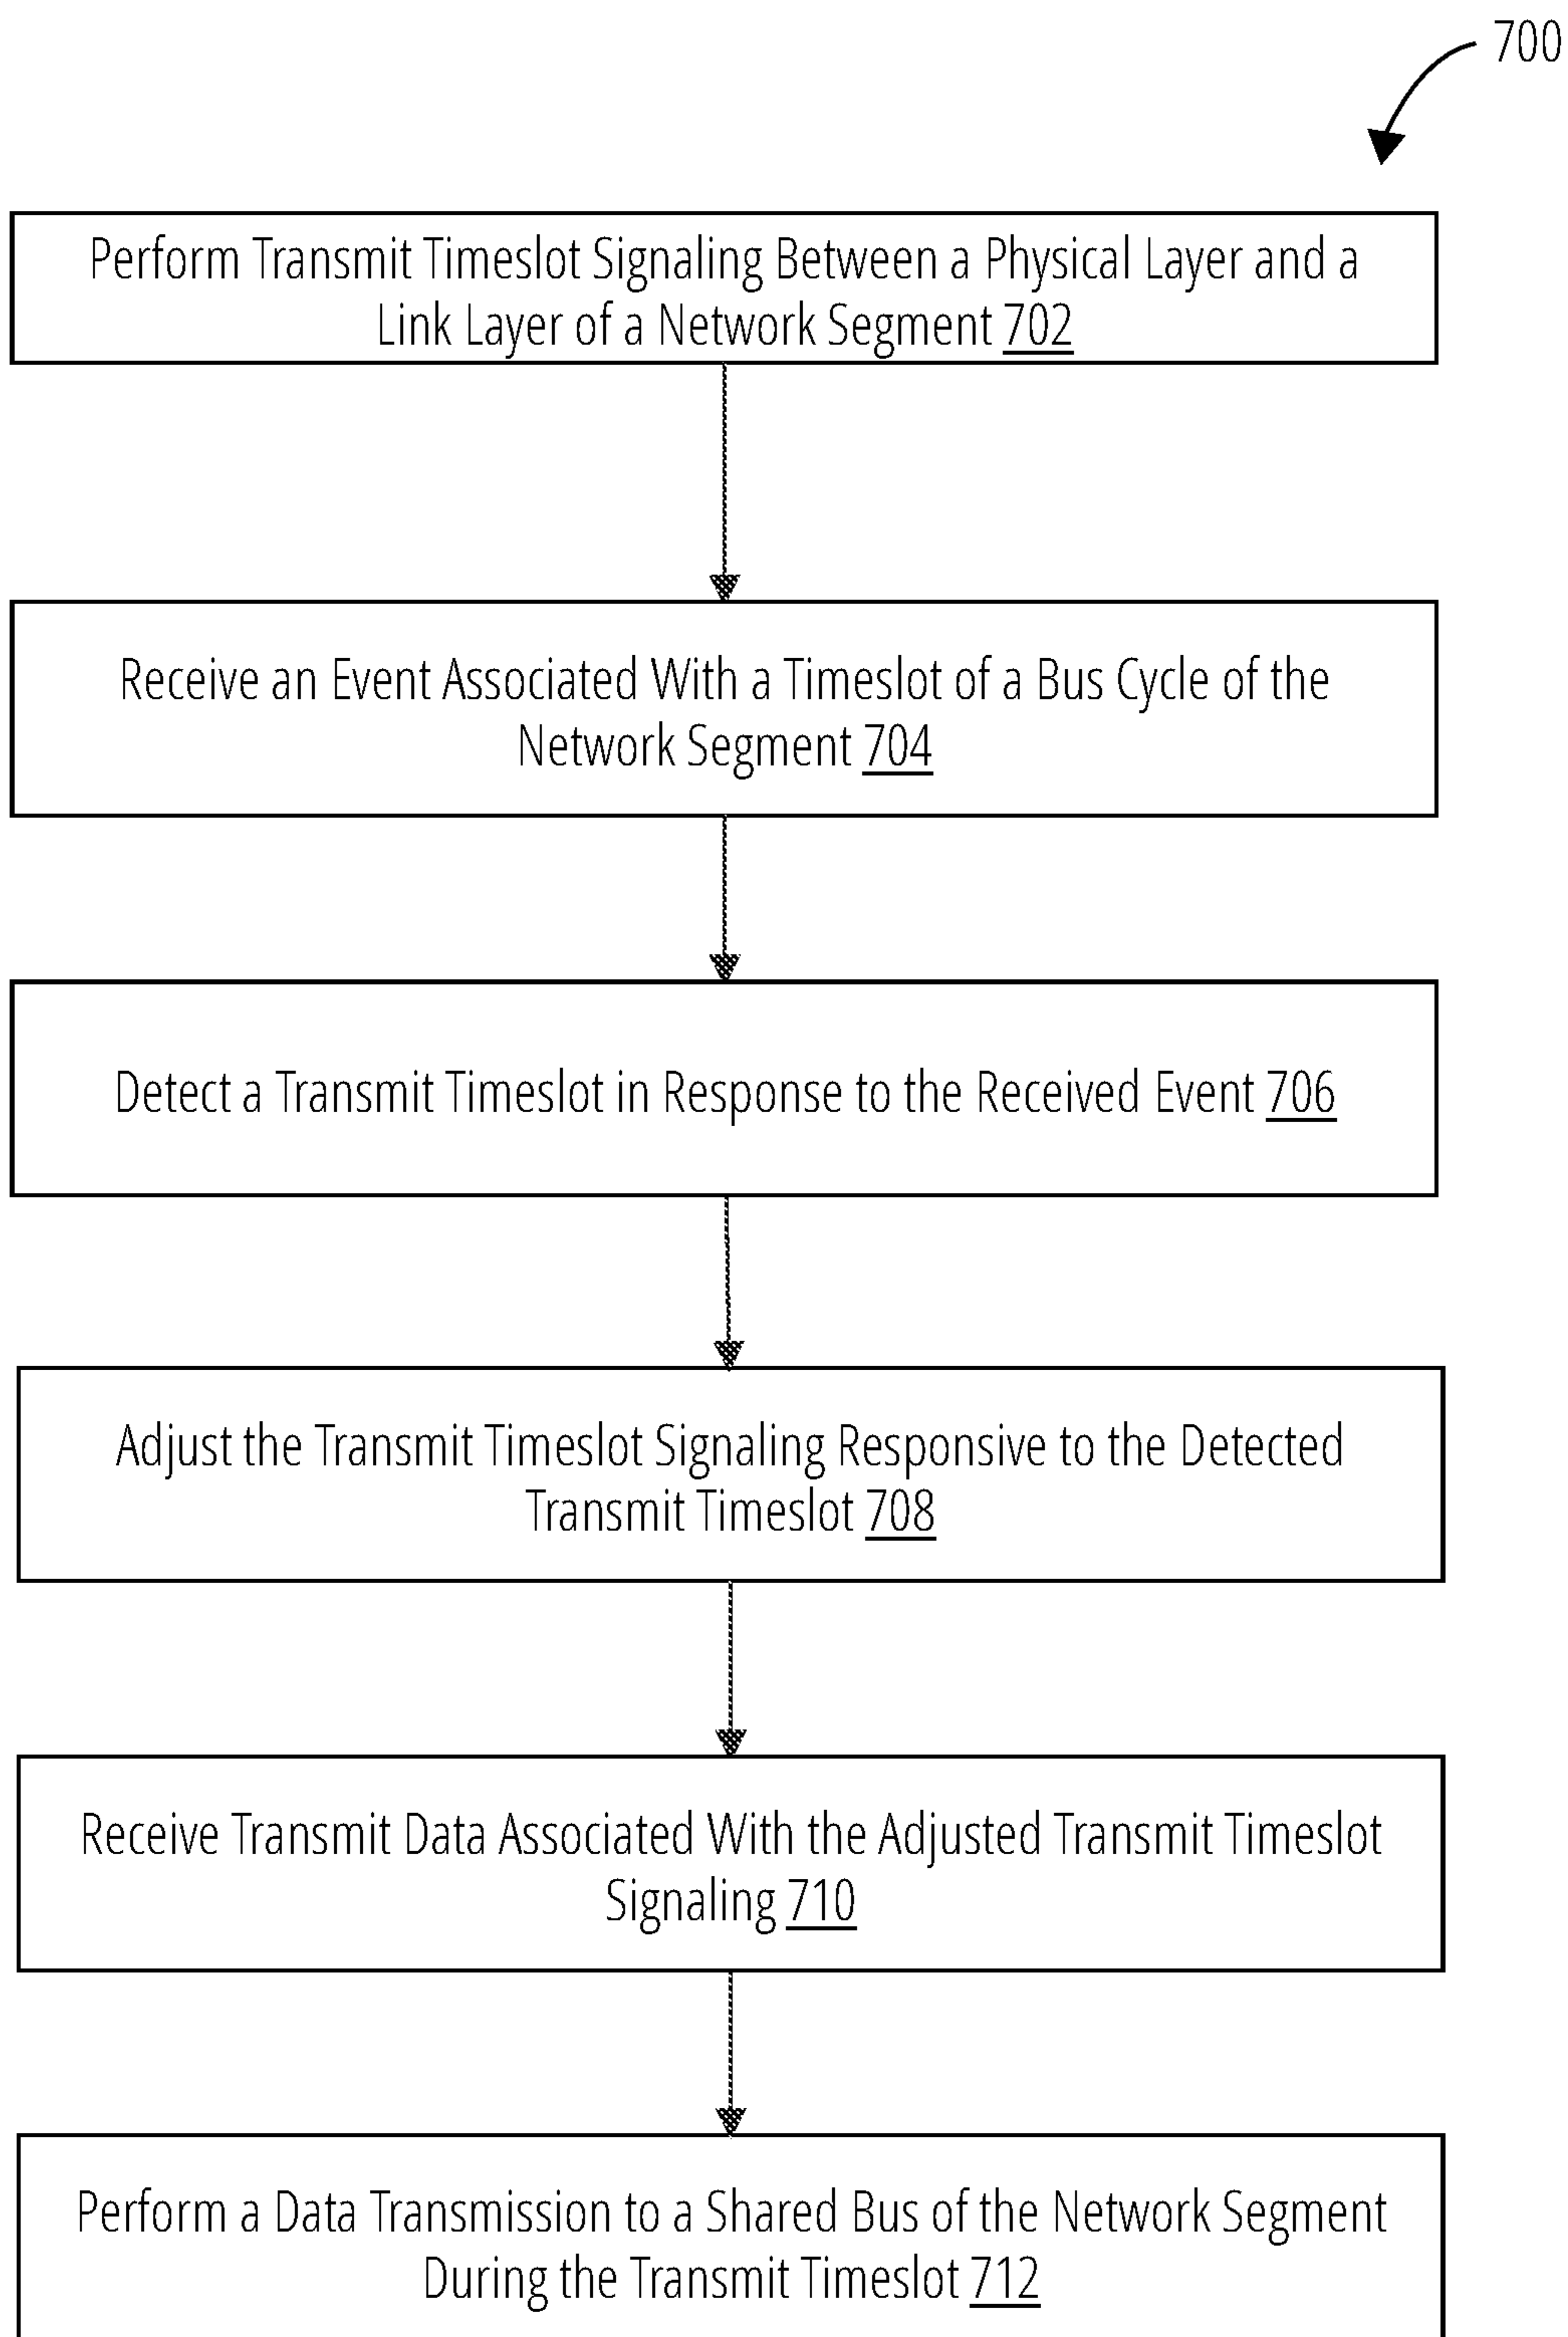 700
Perform Transmit Timeslot Signaling Between a Physical Layer and a
Link Layer of a Network Segment 702
Receive an Event Associated With a Timeslot of a Bus Cycle of the
Network Segment 704
Detect a Transmit Timeslot in Response to the Received Event 706
Adjust the Transmit Timeslot Signaling Responsive to the Detected
Transmit Timeslot 708
Receive Transmit Data Associated With the Adjusted Transmit Timeslot
Signaling 710
Perform a Data Transmission to a Shared Bus of the Network Segment
During the Transmit Timeslot 712